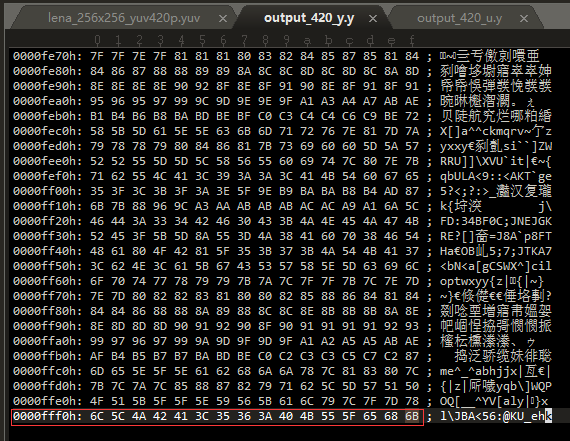 lena_256x256_yuv420p.yuv × output_420_y.y × output_420_u.y ×
0 1 2 3 4 5 6 7 8 9 a b c d e f
0000fe70h: 7F 7F 7E 7F 81 81 81 80 83 82 84 85 87 85 81 84 ;
0000fe80h: 84 86 87 88 88 89 90 8A 8C 8C 8D 8C 8D 8C 8A 8D ;
0000fe90h: 8E 8E 8E 8E 90 92 8F 8E 8F 91 90 8E 8F 91 8F 91 ;
0000fea0h: 95 96 95 97 99 9C 9D 9E 9E 9F A1 A3 A4 A7 AB AE ;
0000feb0h: B1 B4 B6 B8 BA BD BE BF C0 C3 C4 C4 C6 C9 BE 72 ;
0000fec0h: 58 5B 5D 61 5E 5E 63 6B 6D 71 72 76 7E 81 7D 7A ; X[]a^^ckmqrv~
0000fed0h: 79 78 78 79 80 84 86 81 7B 73 69 60 60 5D 5A 57 ; yxxy€ si``]ZW
0000fee0h: 52 52 55 5D 5D 5C 58 56 55 60 69 74 7C 80 7E 7B ; RRU]]\XVU`it|€~{
0000fef0h: 71 62 55 4C 41 3C 39 3A 3A 3C 41 4B 54 60 67 65 ; qbULA<9::<AKT`ge
0000ff00h: 35 3F 3C 3B 3F 3A 3E 5F 9E B9 BA BA B8 B4 AD 87 ; 5?<;?:>_
0000ff10h: 6B 7B 88 96 9C A3 AA AB AB AB AE AC A9 A1 6A 5C ; k{ j\
0000ff20h: 46 44 3A 33 34 42 46 30 43 3B 4A 4E 45 4A 47 4B ; FD:34BF0C;JNEJGK
0000ff30h: 52 45 3F 5B 5D 8A 55 3D 4A 38 41 60 70 38 46 54 ; RE?[] =J8A`p8FT
0000ff40h: 48 61 80 4F 42 81 5F 35 3B 37 3B 4A 54 4B 41 37 ; Ha€OB 5;7;JTKA7
0000ff50h: 3C 62 4E 3C 61 5B 67 43 53 57 58 5E 5D 63 69 6C ; <bN<a[gCSWX^]cil
0000ff60h: 6F 70 74 77 78 79 79 7B 7A 7C 7F 7F 7B 7C 7E 7D ; optwxyy{z|
0000ff70h: 7E 7D 80 82 82 83 81 80 82 82 85 88 88 84 81 84 ; ~}€
0000ff80h: 84 84 86 88 88 8A 89 88 8B 8C 8E 8B 8B 8B 8A 8E ;
0000ff90h: 8E 8D 8D 8D 90 91 92 90 8F 90 91 91 91 91 92 93 ;
0000ffa0h: 99 97 96 97 99 9A 9D 9F 9D 9F A1 A2 A5 A5 AB AE ;
0000ffb0h: AF B4 B5 B7 B7 BA BD BE C0 C2 C3 C3 C5 C7 C2 87 ;
0000ffc0h: 6D 65 5E 5F 5E 61 62 68 6A 6A 78 7C 81 83 80 7C ; me^_^abhjjx|
0000ffd0h: 7B 7C 7A 7C 85 88 87 82 79 71 62 5C 5D 57 51 50 ; {|z| yqb\]WQP
0000ffe0h: 4F 51 5B 5F 5F 5E 59 56 5B 61 6C 79 7C 7F 7D 78 ; OQ[__^YV[aly| }x
0000fff0h: 6C 5C 4A 42 41 3C 35 36 3A 40 4B 55 5F 65 68 6B ; l\JBA<56:@KU_ehk